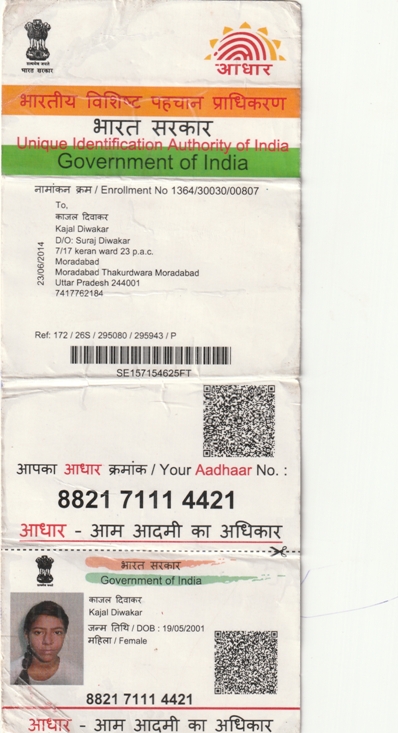 सत्यमेव जयते
भारत सरकार
आधार
भारतीय विशिष्ट पहचान प्राधिकरण
भारत सरकार
Unique Identification Authority of India
Government of India
नामांकन क्रम / Enrollment No 1364/30030/00807
To,
काजल दिवाकर
Kajal Diwakar
D/O: Suraj Diwakar
7/17 keran ward 23 p.a.c.
Moradabad
Moradabad Thakurdwara Moradabad
Uttar Pradesh 244001
7417762184
23/06/2014
Ref: 172 / 26S / 295080 / 295943 / P
SE157154625FT
आपका आधार क्रमांक / Your Aadhaar No. :
8821 7111 4421
आधार - आम आदमी का अधिकार
भारत सरकार
Government of India
काजल दिवाकर
Kajal Diwakar
जन्म तिथि / DOB : 19/05/2001
महिला / Female
8821 7111 4421
आधार - आम आदमी का अधिकार